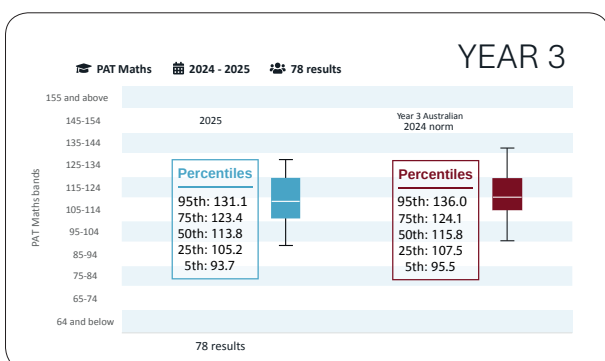 YEAR 3
PAT Maths 2024 - 2025 78 results
PAT Maths bands
155 and above
145-154
135-144
125-134
115-124
105-114
95-104
85-94
75-84
65-74
64 and below
2025
Percentiles
95th: 131.1
75th: 123.4
50th: 113.8
25th: 105.2
5th: 93.7
78 results
Year 3 Australian
2024 norm
Percentiles
95th: 136.0
75th: 124.1
50th: 115.8
25th: 107.5
5th: 95.5